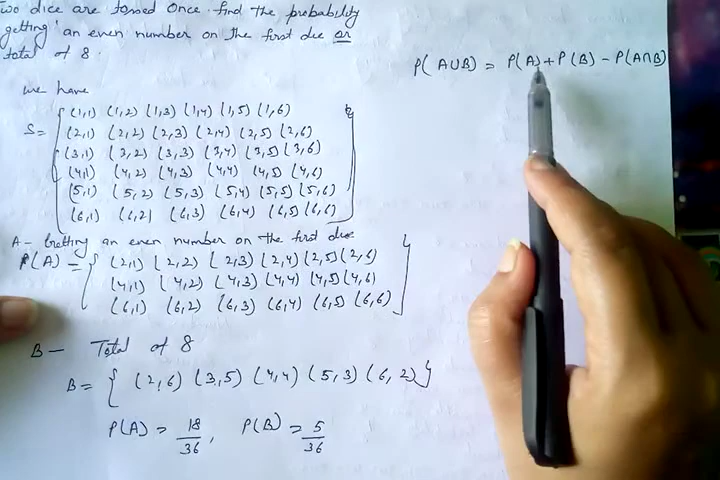 Two dice are tossed once. find the probability
getting an even number on the first die or
total of 8.
P(A∪B) = P(A)+P(B) - P(A∩B)
we have
S= { (1,1) (1,2) (1,3) (1,4) (1,5) (1,6)
(2,1) (2,2) (2,3) (2,4) (2,5) (2,6)
(3,1) (3,2) (3,3) (3,4) (3,5) (3,6)
(4,1) (4,2) (4,3) (4,4) (4,5) (4,6)
(5,1) (5,2) (5,3) (5,4) (5,5) (5,6)
(6,1) (6,2) (6,3) (6,4) (6,5) (6,6) }
A- Getting an even number on the first dice
P(A) = { (2,1) (2,2) (2,3) (2,4) (2,5) (2,6)
(4,1) (4,2) (4,3) (4,4) (4,5) (4,6)
(6,1) (6,2) (6,3) (6,4) (6,5) (6,6) }
B- Total of 8
B= { (2,6) (3,5) (4,4) (5,3) (6,2) }
P(A) = 18/36, P(B) = 5/36